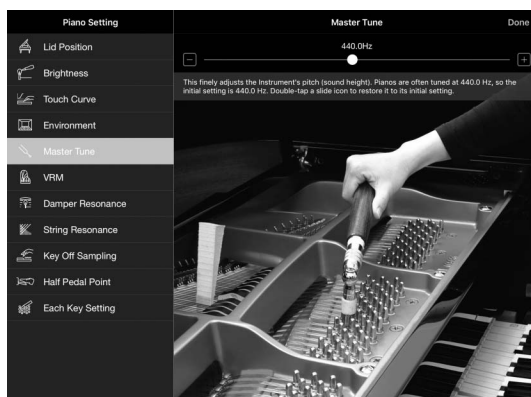 Piano Setting
Lid Position
Brightness
Touch Curve
Environment
Master Tune
VRM
Damper Resonance
String Resonance
Key Off Sampling
Half Pedal Point
Each Key Setting
Master Tune
Done
440.0Hz
This finely adjusts the Instrument's pitch (sound height). Pianos are often tuned at 440.0 Hz, so the
initial setting is 440.0 Hz. Double-tap a slide icon to restore it to its initial setting.